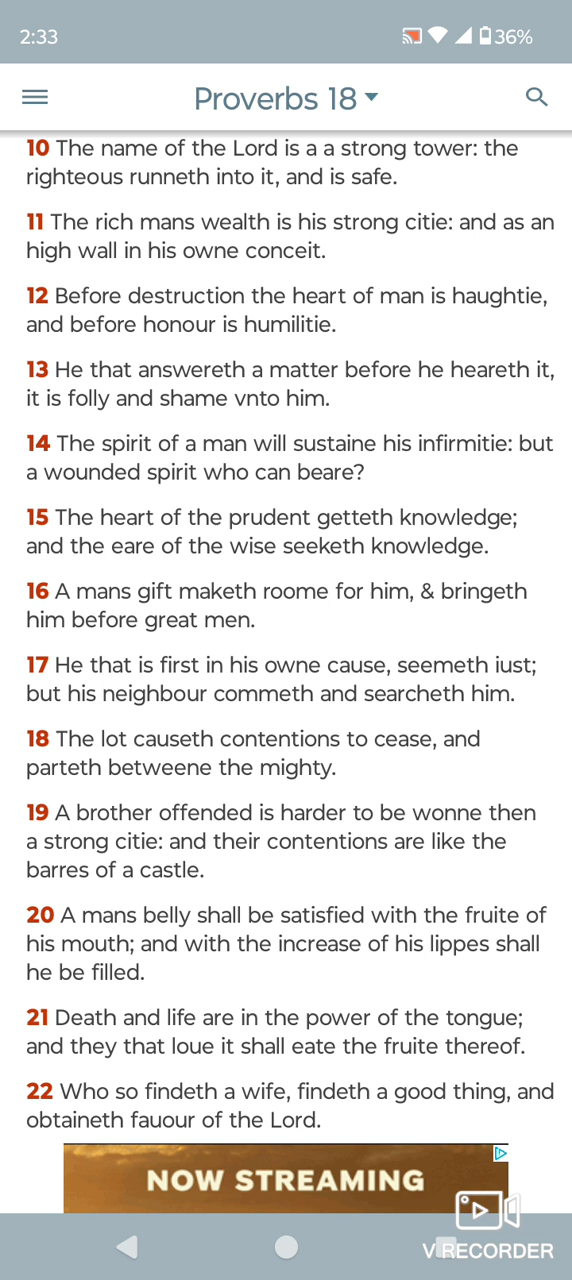 2:33
36%
Proverbs 18
10 The name of the Lord is a a strong tower: the
righteous runneth into it, and is safe.
11 The rich mans wealth is his strong citie: and as an
high wall in his owne conceit.
12 Before destruction the heart of man is haughtie,
and before honour is humilitie.
13 He that answereth a matter before he heareth it,
it is folly and shame vnto him.
14 The spirit of a man will sustaine his infirmitie: but
a wounded spirit who can beare?
15 The heart of the prudent getteth knowledge;
and the eare of the wise seeketh knowledge.
16 A mans gift maketh roome for him, & bringeth
him before great men.
17 He that is first in his owne cause, seemeth iust;
but his neighbour commeth and searcheth him.
18 The lot causeth contentions to cease, and
parteth betweene the mighty.
19 A brother offended is harder to be wonne then
a strong citie: and their contentions are like the
barres of a castle.
20 A mans belly shall be satisfied with the fruite of
his mouth; and with the increase of his lippes shall
he be filled.
21 Death and life are in the power of the tongue;
and they that loue it shall eate the fruite thereof.
22 Who so findeth a wife, findeth a good thing, and
obtaineth fauour of the Lord.
NOW STREAMING
V RECORDER